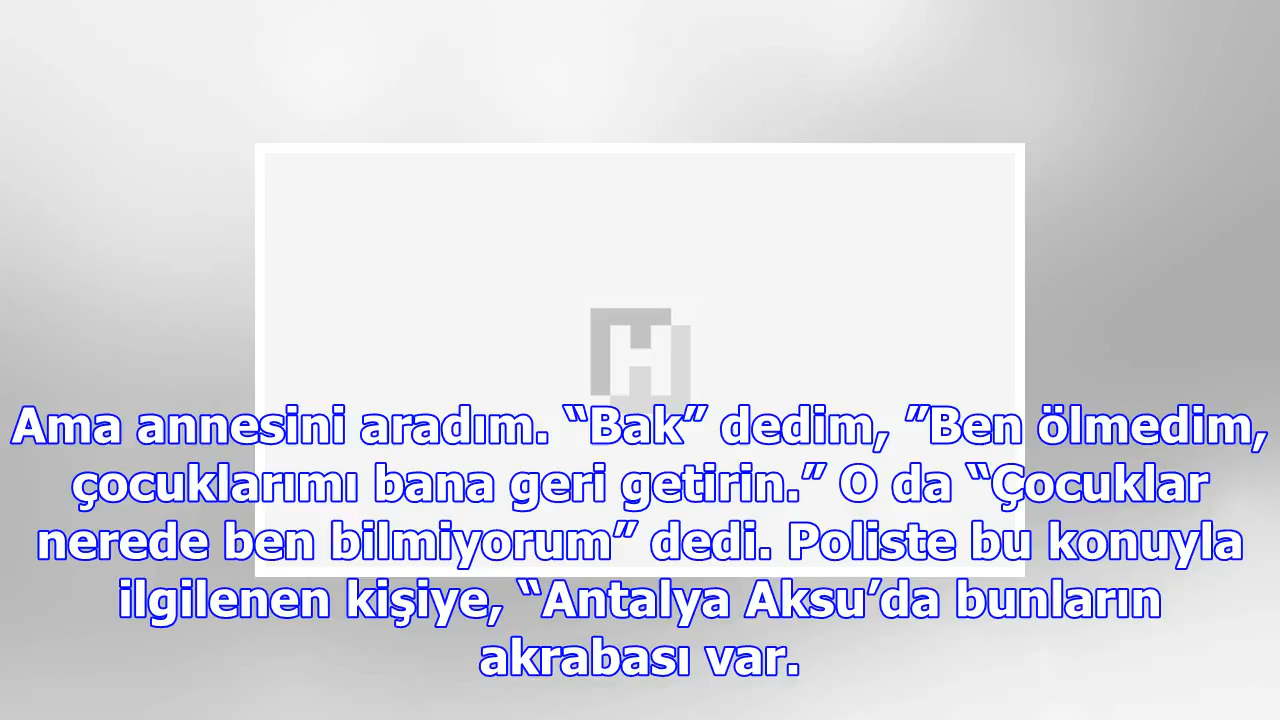 Ama annesini aradım. “Bak” dedim, ”Ben ölmedim,
çocuklarımı bana geri getirin.” O da “Çocuklar
nerede ben bilmiyorum” dedi. Poliste bu konuyla
ilgilenen kişiye, “Antalya Aksu’da bunların
akrabası var.